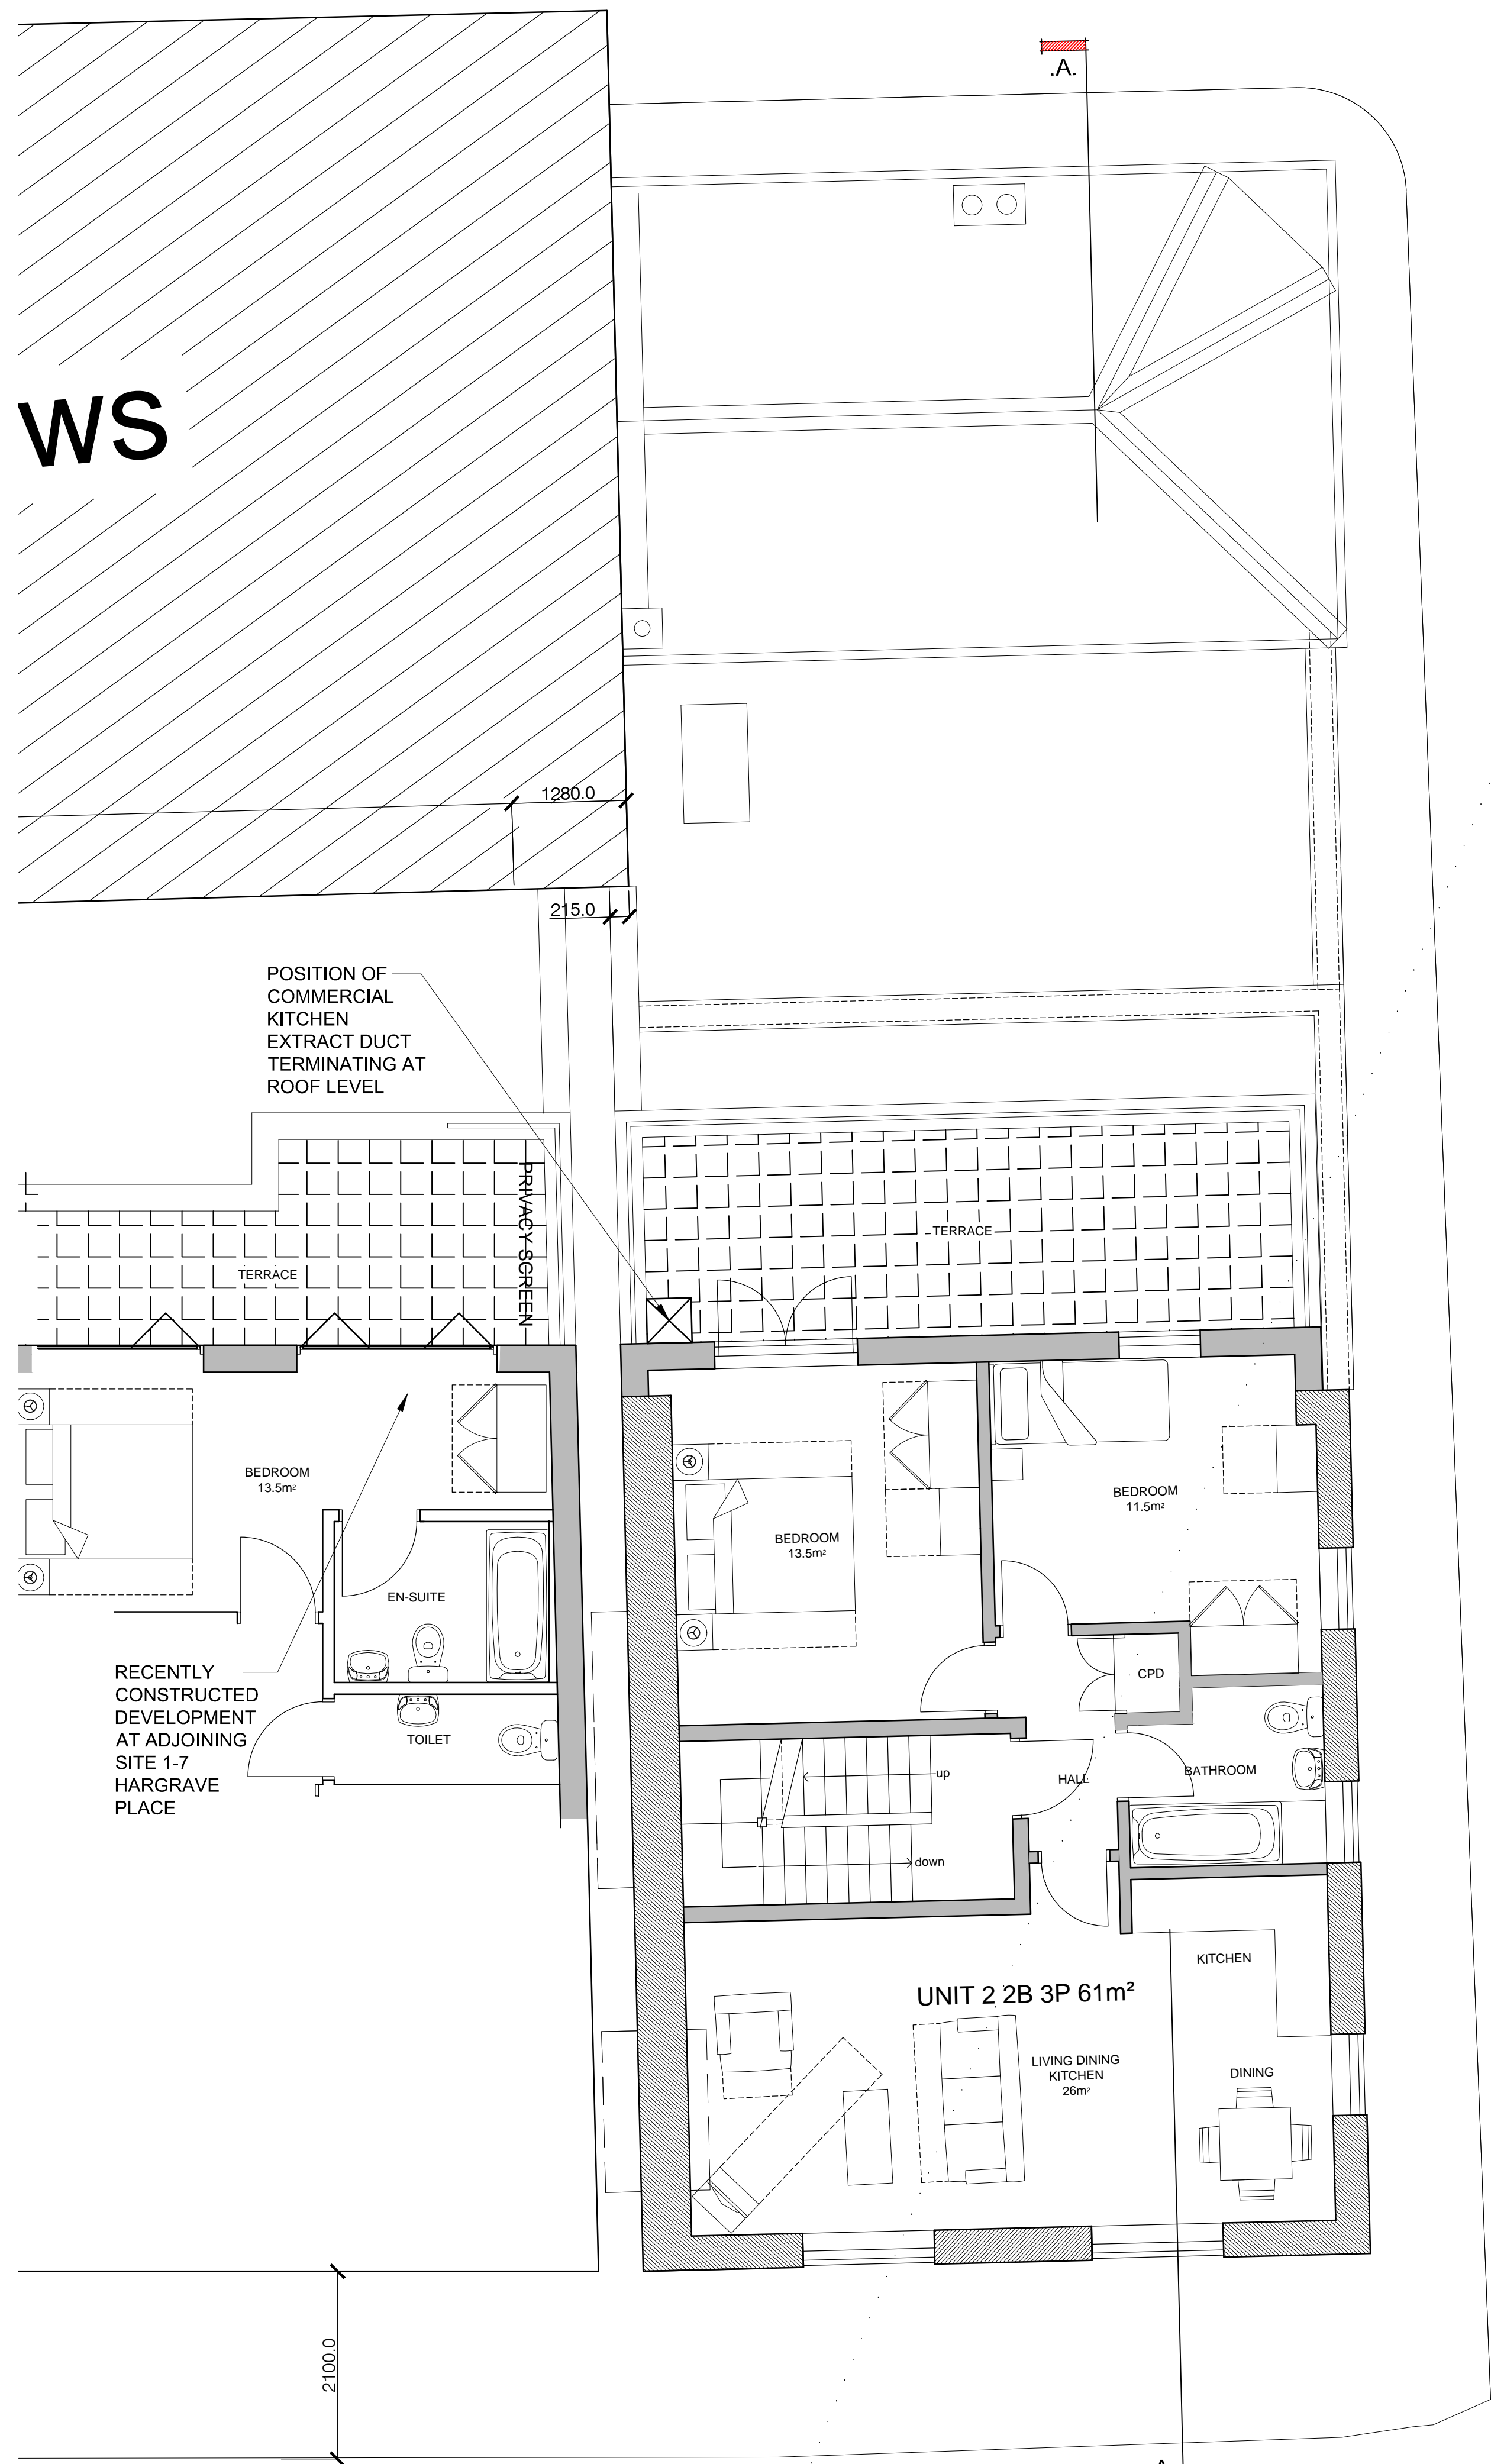 .A.
WS
1280.0
215.0
POSITION OF
COMMERCIAL
KITCHEN
EXTRACT DUCT
TERMINATING AT
ROOF LEVEL
PRIVACY SCREEN
TERRACE
TERRACE
BEDROOM
13.5m²
BEDROOM
13.5m²
BEDROOM
11.5m²
EN-SUITE
RECENTLY
CONSTRUCTED
DEVELOPMENT
AT ADJOINING
SITE 1-7
HARGRAVE
PLACE
TOILET
CPD
up
HALL
BATHROOM
down
KITCHEN
UNIT 2 2B 3P 61m²
LIVING DINING
KITCHEN
26m²
DINING
2100.0